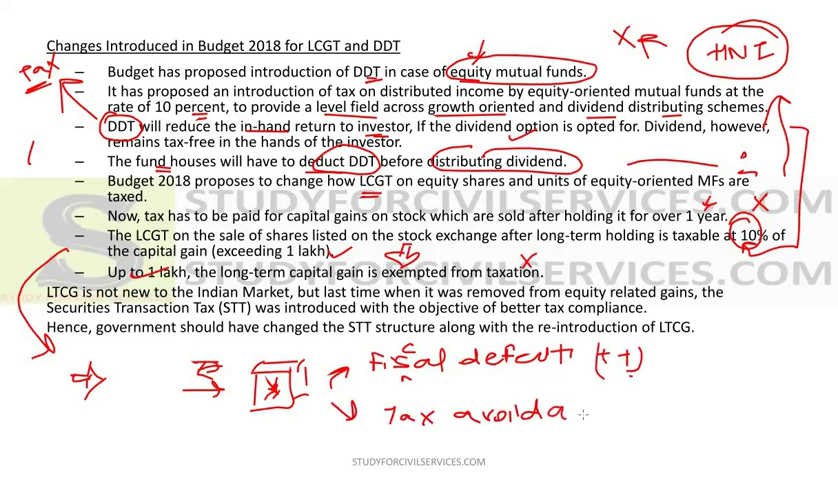 Changes Introduced in Budget 2018 for LCGT and DDT
– Budget has proposed introduction of DDT in case of equity mutual funds.
– It has proposed an introduction of tax on distributed income by equity-oriented mutual funds at the
rate of 10 percent, to provide a level field across growth oriented and dividend distributing schemes.
– DDT will reduce the in-hand return to investor, If the dividend option is opted for. Dividend, however,
remains tax-free in the hands of the investor.
– The fund houses will have to deduct DDT before distributing dividend.
– Budget 2018 proposes to change how LCGT on equity shares and units of equity-oriented MFs are
taxed.
– Now, tax has to be paid for capital gains on stock which are sold after holding it for over 1 year.
– The LCGT on the sale of shares listed on the stock exchange after long-term holding is taxable at 10% of
the capital gain (exceeding 1 lakh).
– Up to 1 lakh, the long-term capital gain is exempted from taxation.
LTCG is not new to the Indian Market, but last time when it was removed from equity related gains, the
Securities Transaction Tax (STT) was introduced with the objective of better tax compliance.
Hence, government should have changed the STT structure along with the re-introduction of LTCG.
Tax
HNI
Fiscal defecit (++)
Tax avoida
STUDYFORCIVILSERVICES.COM
STUDYFORCIVILSERVICES.COM
STUDYFORCIVILSERVICES.COM